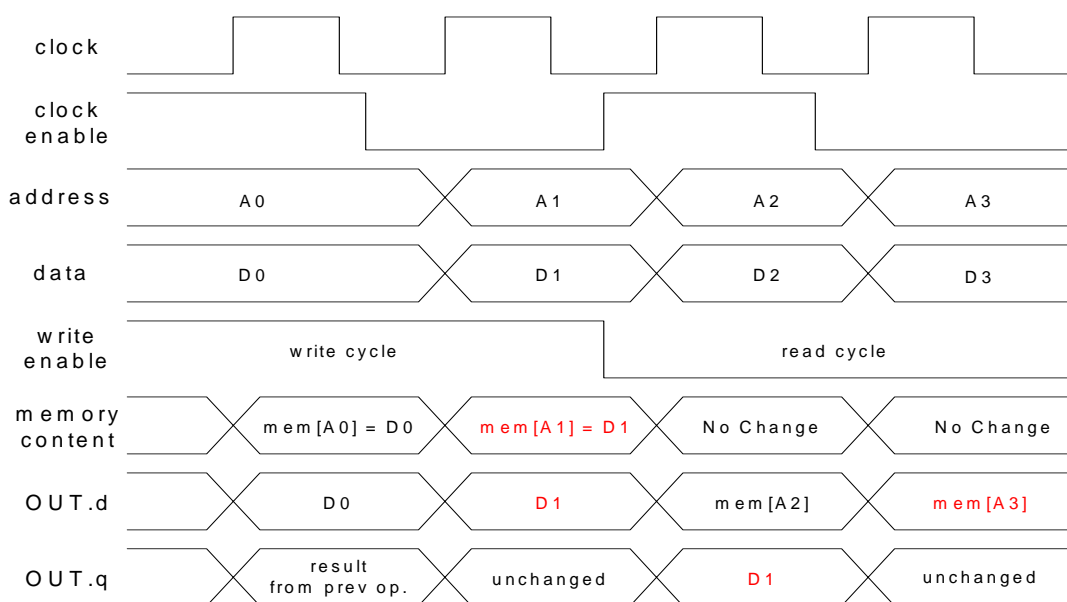 clock
clock
enable
address
A0
A1
A2
A3
data
D0
D1
D2
D3
write
enable
write cycle
read cycle
memory
content
mem[A0] = D0
mem[A1] = D1
No Change
No Change
OUT.d
D0
D1
mem[A2]
mem[A3]
OUT.q
result
from prev op.
unchanged
D1
unchanged